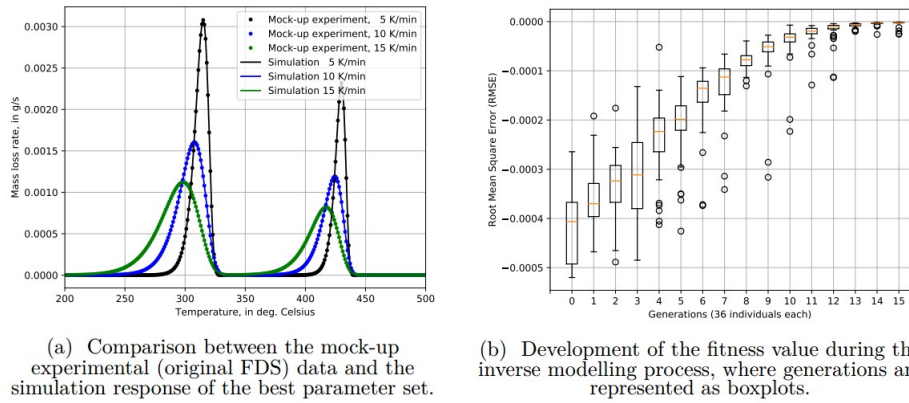 0.0030
0.0025
0.0020
0.0015
0.0010
0.0005
0.0000
Mass loss rate, in g/s
Mock-up experiment, 5 K/min
Mock-up experiment, 10 K/min
Mock-up experiment, 15 K/min
Simulation 5 K/min
Simulation 10 K/min
Simulation 15 K/min
200 250 300 350 400 450 500
Temperature, in deg. Celsius
(a) Comparison between the mock-up
experimental (original FDS) data and the
simulation response of the best parameter set.
0.0000
−0.0001
−0.0002
−0.0003
−0.0004
−0.0005
Root Mean Square Error (RMSE)
0 1 2 3 4 5 6 7 8 9 10 11 12 13 14 15
Generations (36 individuals each)
(b) Development of the fitness value during th
inverse modelling process, where generations ar
represented as boxplots.